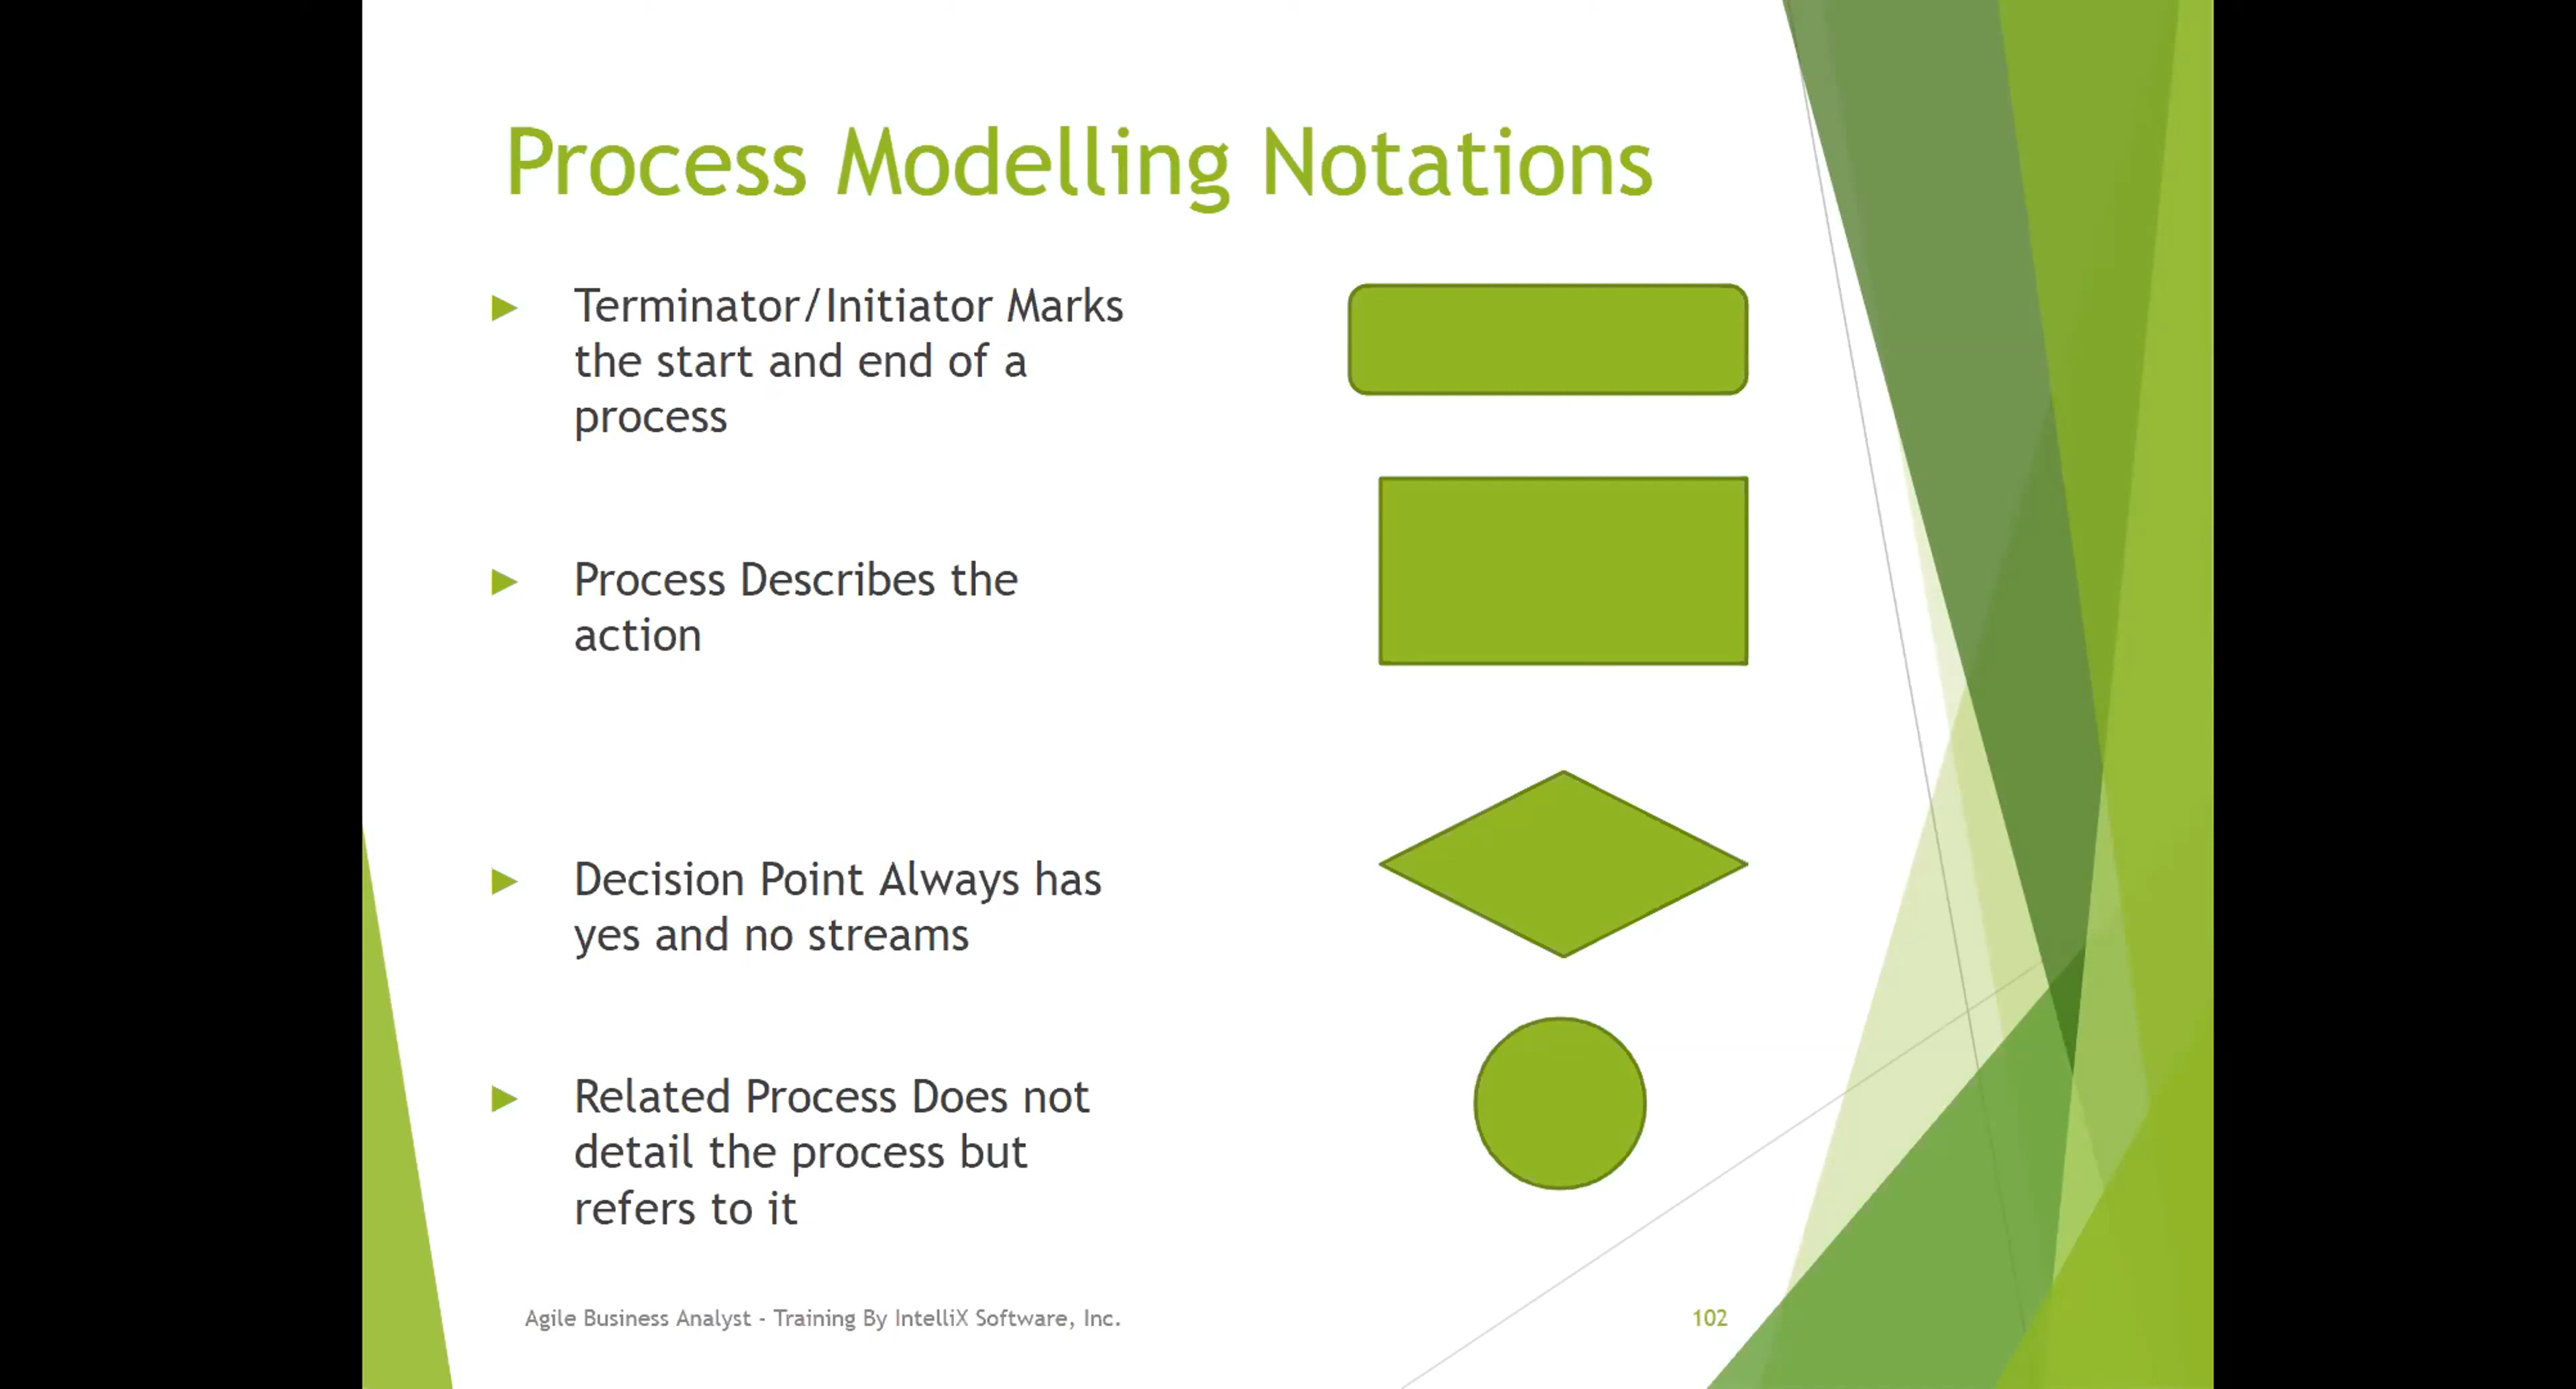 Process Modelling Notations
Terminator/Initiator Marks
the start and end of a
process
Process Describes the
action
Decision Point Always has
yes and no streams
Related Process Does not
detail the process but
refers to it
Agile Business Analyst - Training By IntelliX Software, Inc.
102